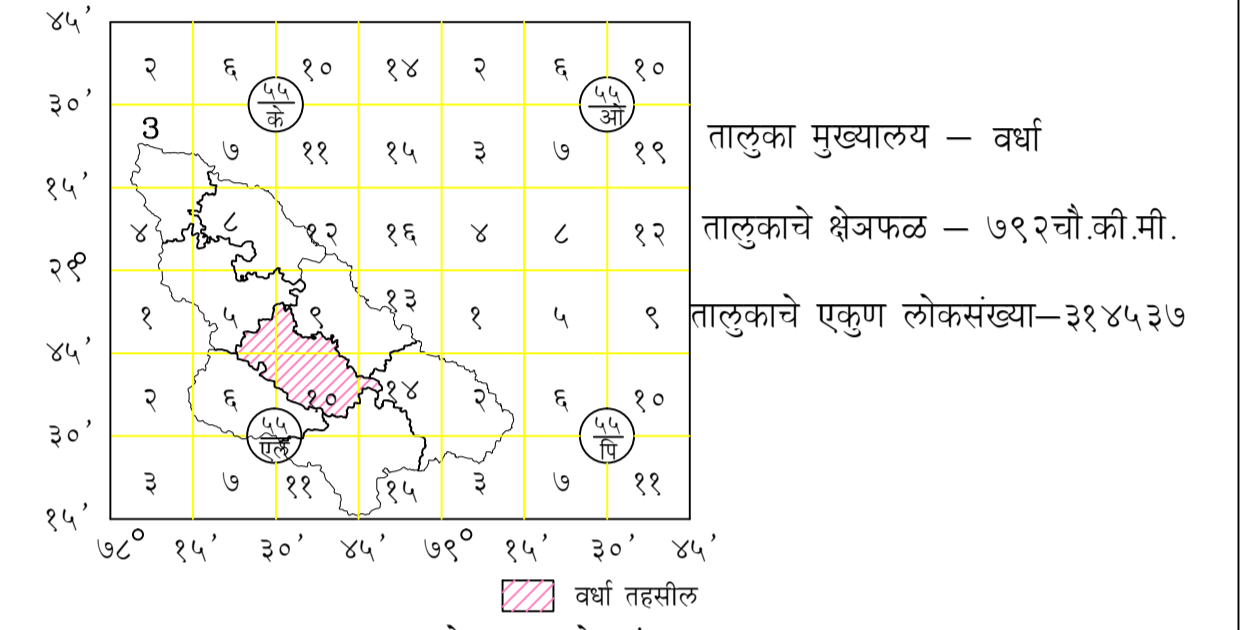 ४५'
२ ६ १० १४ २ ६ १०
५५ के
५५ ओ
३०'
3 ७ ११ १५ ३ ७ १९
तालुका मुख्यालय – वर्धा
१५'
४ ८ १२ १६ ४ ८ १२
तालुकाचे क्षेत्रफळ – ७९२चौ.की.मी.
२१०
१ ५ ९ १३ १ ५ ९
तालुकाचे एकुण लोकसंख्या–३१४५३७
४५'
२ ६ १० १४ २ ६ १०
३०'
५५ एल
५५ पि
३ ७ ११ १५ ३ ७ ११
१५'
७८° १५' ३०' ४५' ७९° १५' ३०' ४५'
वर्धा तहसील